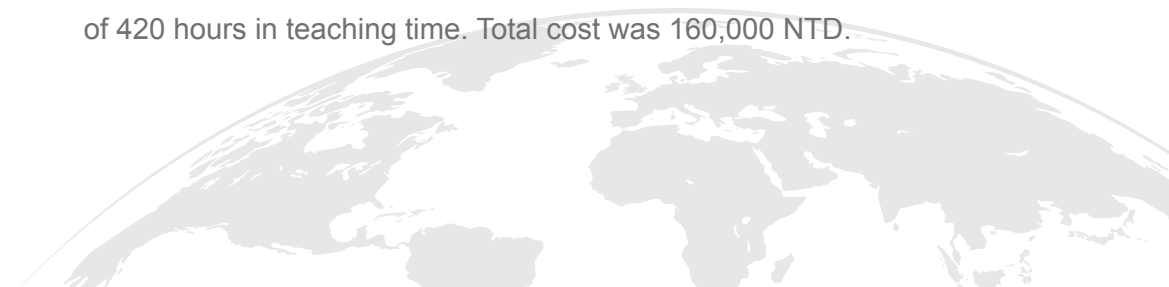 of 420 hours in teaching time. Total cost was 160,000 NTD.